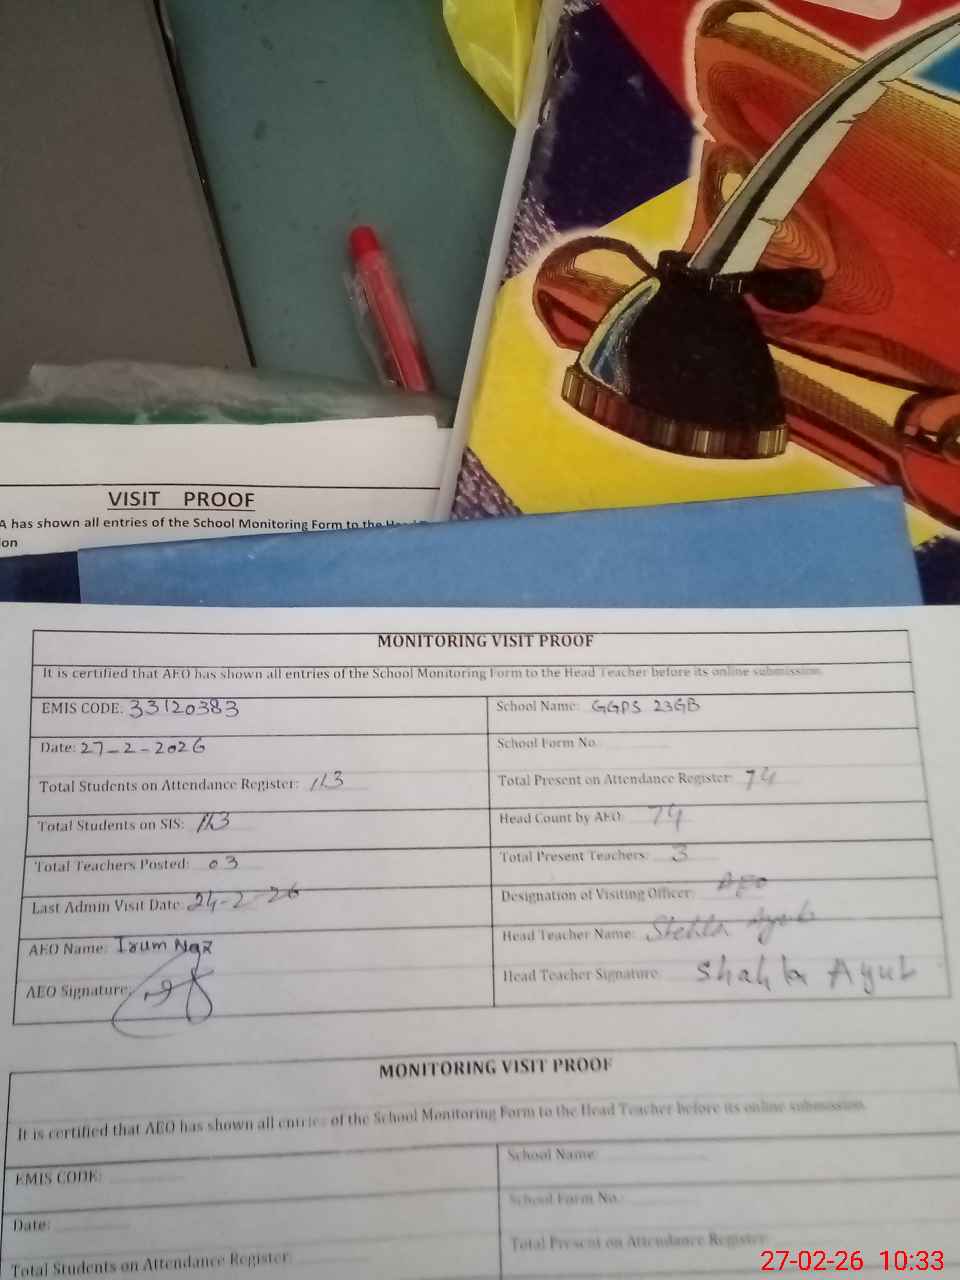 VISIT PROOF
A has shown all entries of the School Monitoring Form to the
on
MONITORING VISIT PROOF
It is certified that AEO has shown all entries of the School Monitoring Form to the Head Teacher before its online submission.
EMIS CODE: 33120383
School Name: GGPS 23GB
Date: 27-2-2026
School Form No.
Total Students on Attendance Register: 113
Total Present on Attendance Register: 74
Total Students on SIS: 113
Head Count by AEO: 74
Total Teachers Posted: 03
Total Present Teachers: 3
Last Admin Visit Date: 24-2-26
Designation of Visiting Officer: AEO
AEO Name: Irum Naz
Head Teacher Name: Ayub
AEO Signature:
Head Teacher Signature: Shahla Ayub
MONITORING VISIT PROOF
It is certified that AEO has shown all entries of the School Monitoring Form to the Head Teacher before its online submission.
EMIS CODE:
School Name:
Date:
School Form No.:
Total Students on Attendance Register:
Total Present on Attendance Register:
27-02-26 10:33